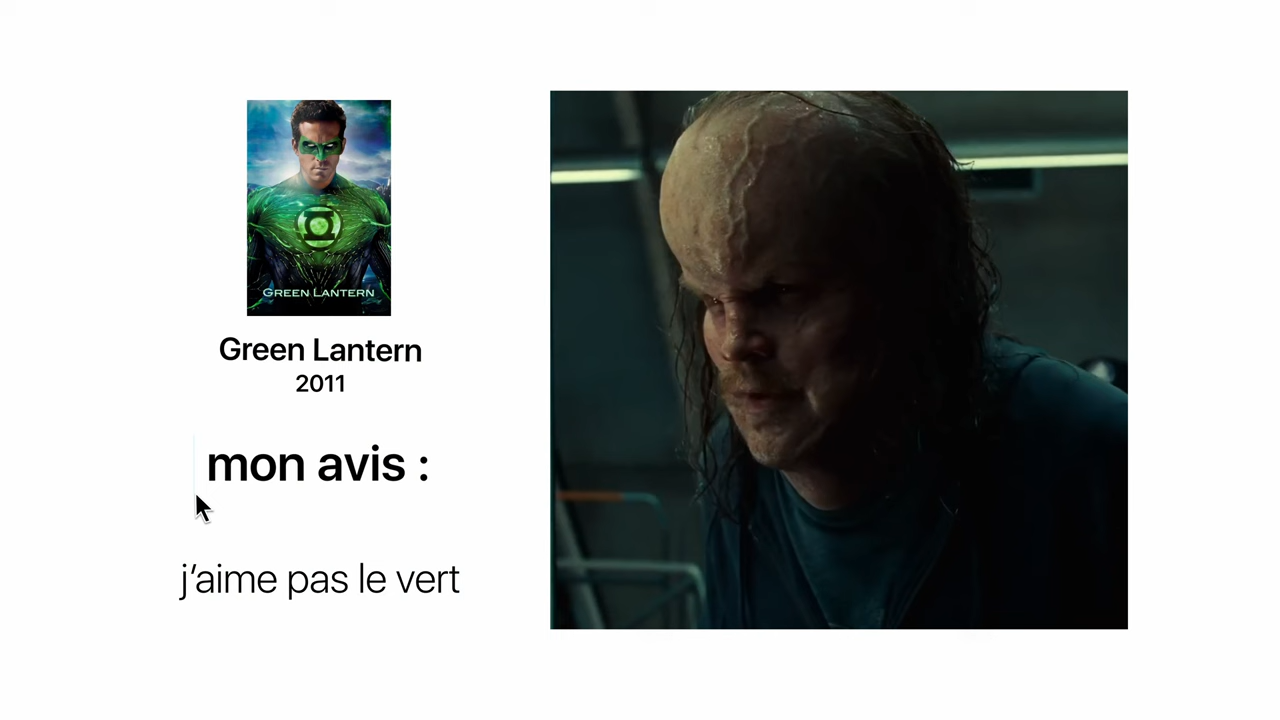 GREEN LANTERN
Green Lantern
2011
mon avis :
j’aime pas le vert